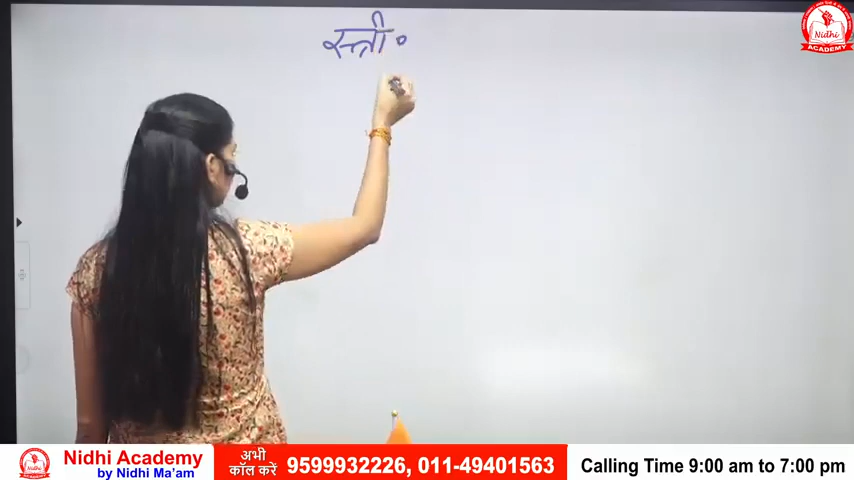 स्त्री०
Nidhi
ACADEMY
Nidhi Academy
by Nidhi Ma'am
अभी
कॉल करें
9599932226, 011-49401563
Calling Time 9:00 am to 7:00 pm